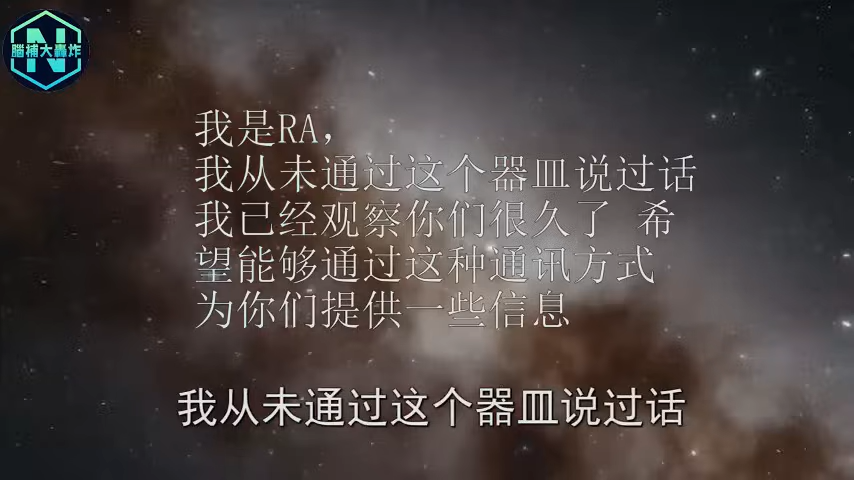 腦補大轟炸
N
我是RA，
我从未通过这个器皿说过话
我已经观察你们很久了 希
望能够通过这种通讯方式
为你们提供一些信息
我从未通过这个器皿说过话